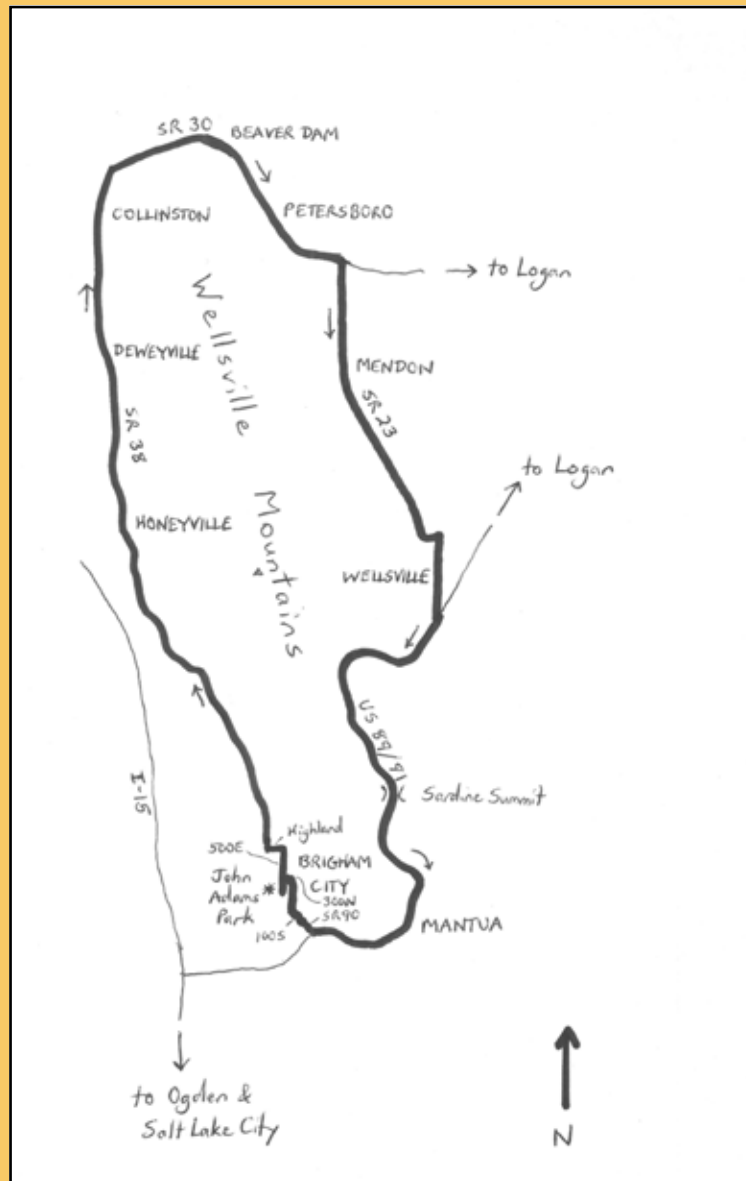 SR 30
BEAVER DAM
PETERSBORO
COLLINSTON
to Logan
Wellsville
Mountains
DEWEYVILLE
MENDON
SR 23
SR 38
to Logan
HONEYVILLE
WELLSVILLE
US 89/91
I-15
Sardine Summit
Highland
500E
BRIGHAM
CITY
John
Adams
Park
300N
SR90
100S
MANTUA
to Ogden &
Salt Lake City
N